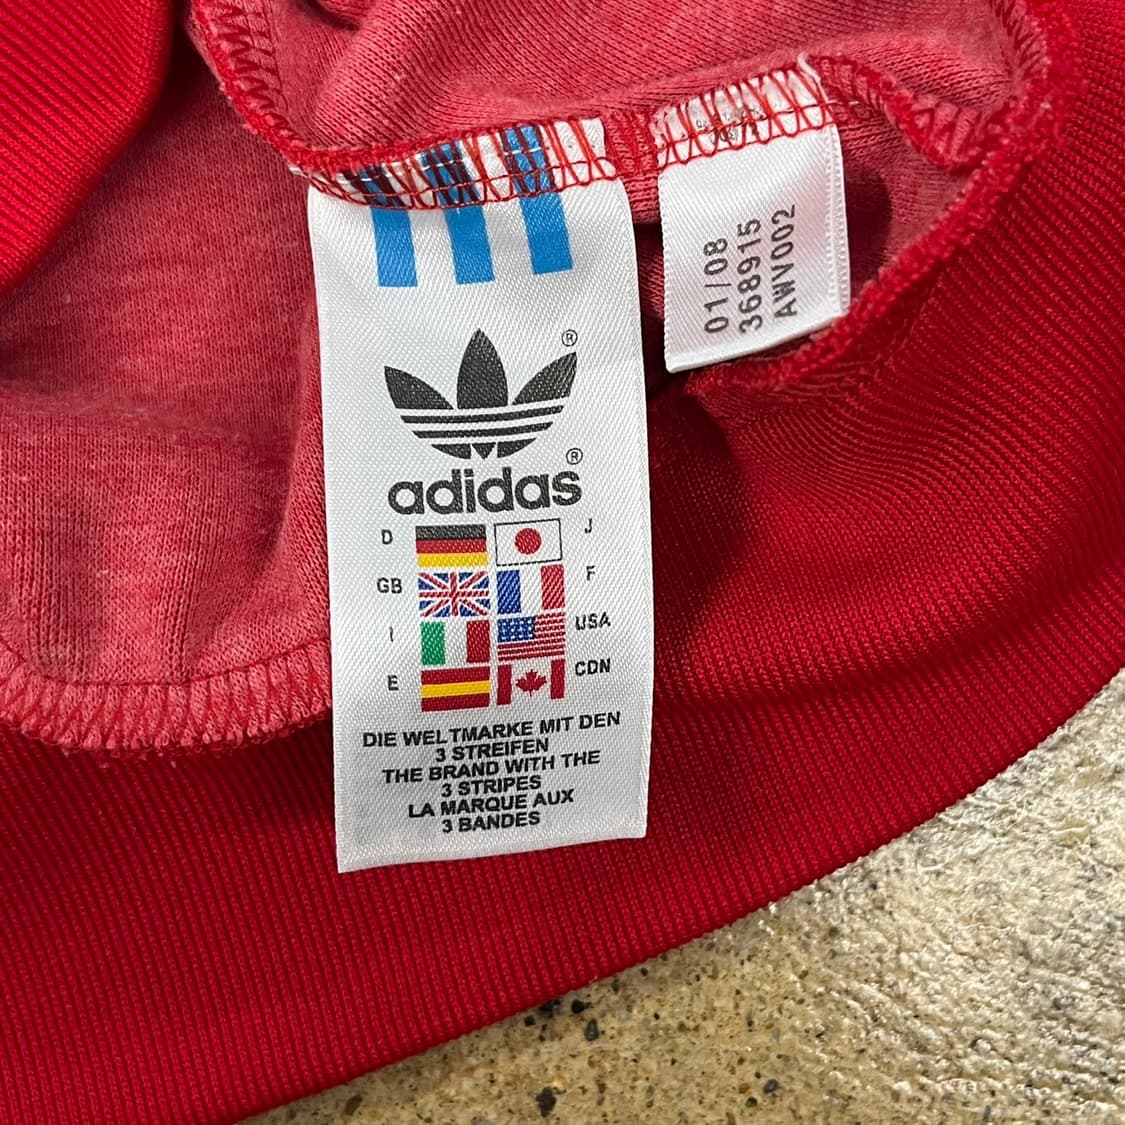 ®
adidas®
D J
GB F
I USA
E CDN
DIE WELTMARKE MIT DEN
3 STREIFEN
THE BRAND WITH THE
3 STRIPES
LA MARQUE AUX
3 BANDES
01/08
368915
AWV002